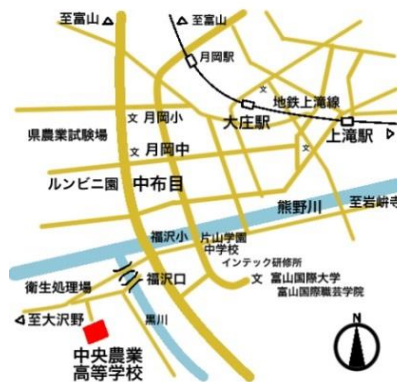 至富山
至富山
月岡駅
文
地鉄上滝線
大庄駅
上滝駅
文 月岡小
県農業試験場
文 月岡中
文
ルンビニ園
中布目
熊野川
至岩峅寺
福沢小
片山学園
中学校
インテック研修所
衛生処理場
福沢口
文 富山国際大学
富山国際職芸学院
至大沢野
黒川
中央農業
高等学校
N